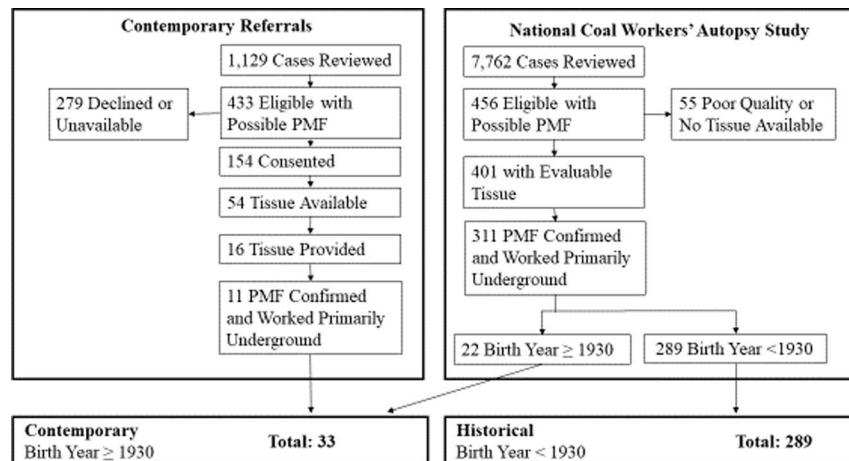 Contemporary Referrals
1,129 Cases Reviewed
279 Declined or
Unavailable
433 Eligible with
Possible PMF
154 Consented
54 Tissue Available
16 Tissue Provided
11 PMF Confirmed
and Worked Primarily
Underground
National Coal Workers' Autopsy Study
7,762 Cases Reviewed
456 Eligible with
Possible PMF
55 Poor Quality or
No Tissue Available
401 with Evaluable
Tissue
311 PMF Confirmed
and Worked Primarily
Underground
22 Birth Year ≥ 1930
289 Birth Year <1930
Contemporary
Birth Year ≥ 1930
Total: 33
Historical
Birth Year < 1930
Total: 289